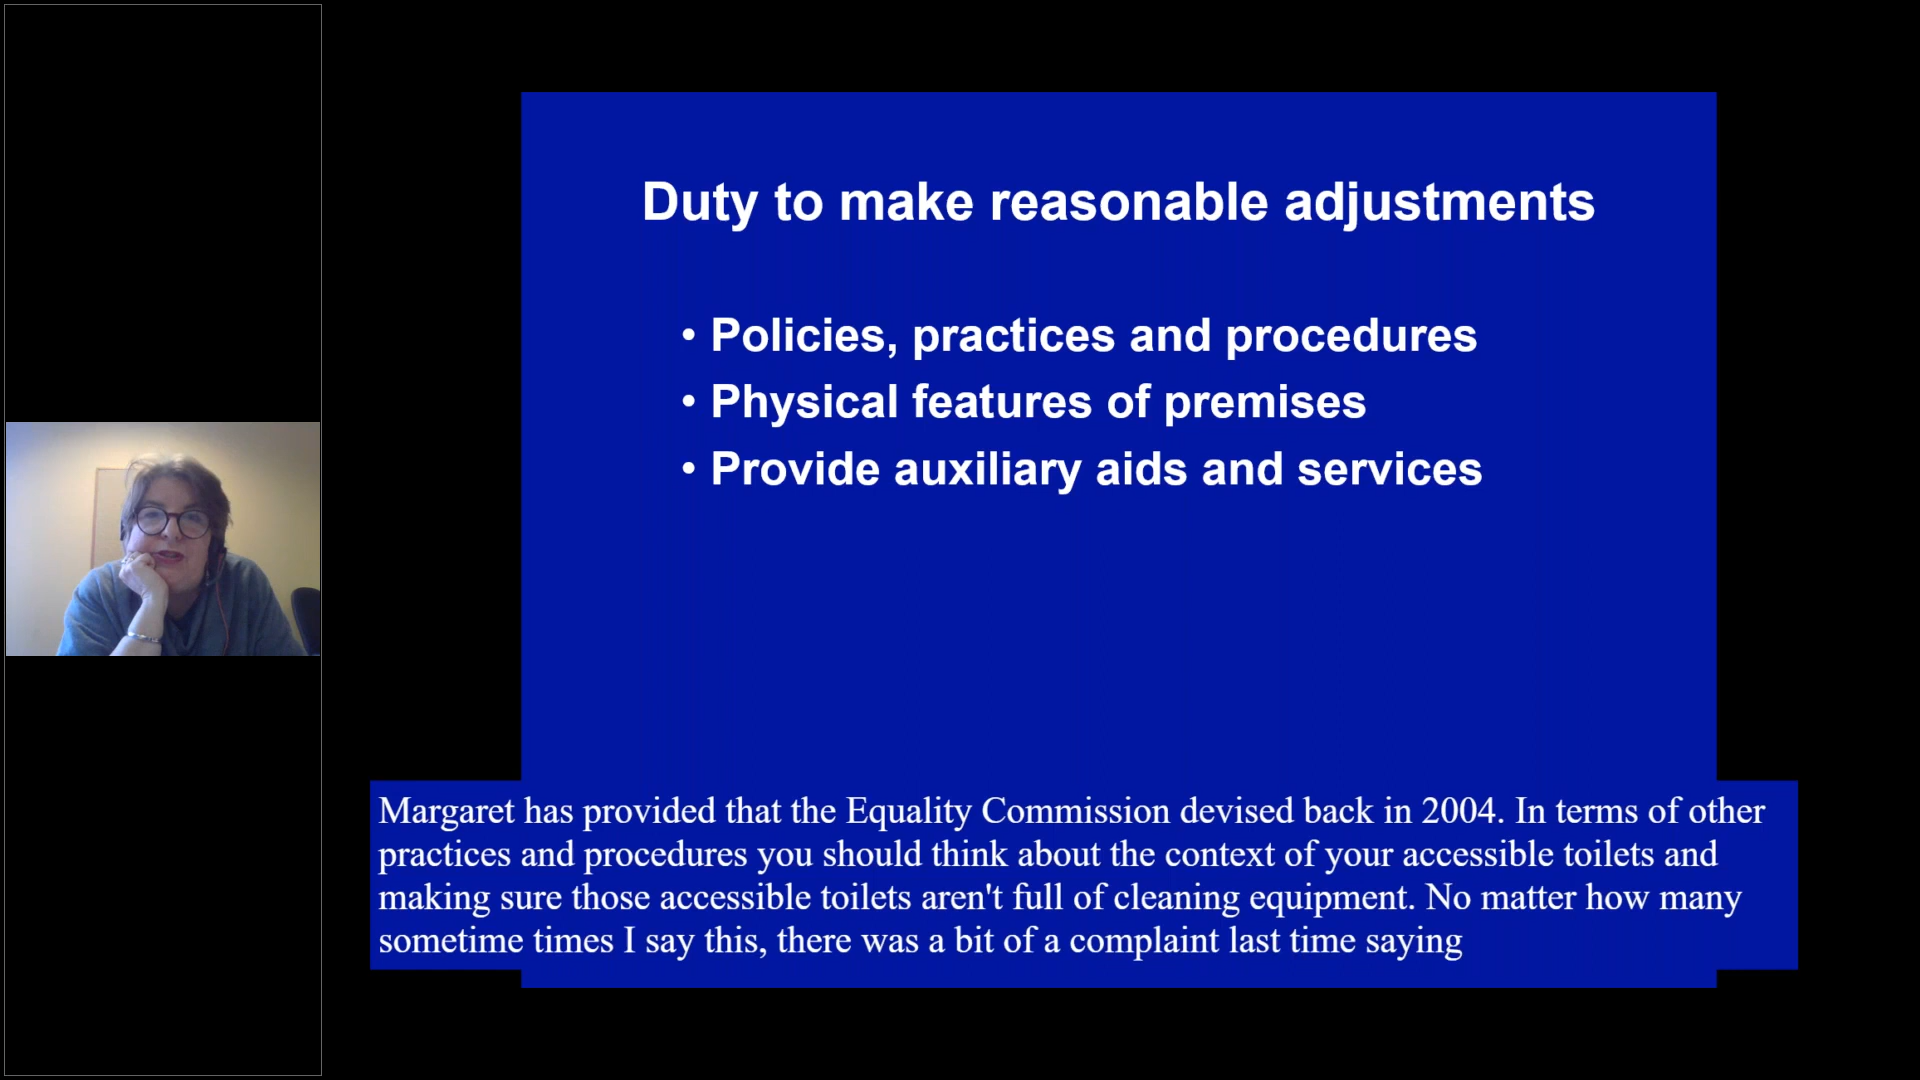 Duty to make reasonable adjustments
• Policies, practices and procedures
• Physical features of premises
• Provide auxiliary aids and services
Margaret has provided that the Equality Commission devised back in 2004. In terms of other
practices and procedures you should think about the context of your accessible toilets and
making sure those accessible toilets aren't full of cleaning equipment. No matter how many
sometime times I say this, there was a bit of a complaint last time saying